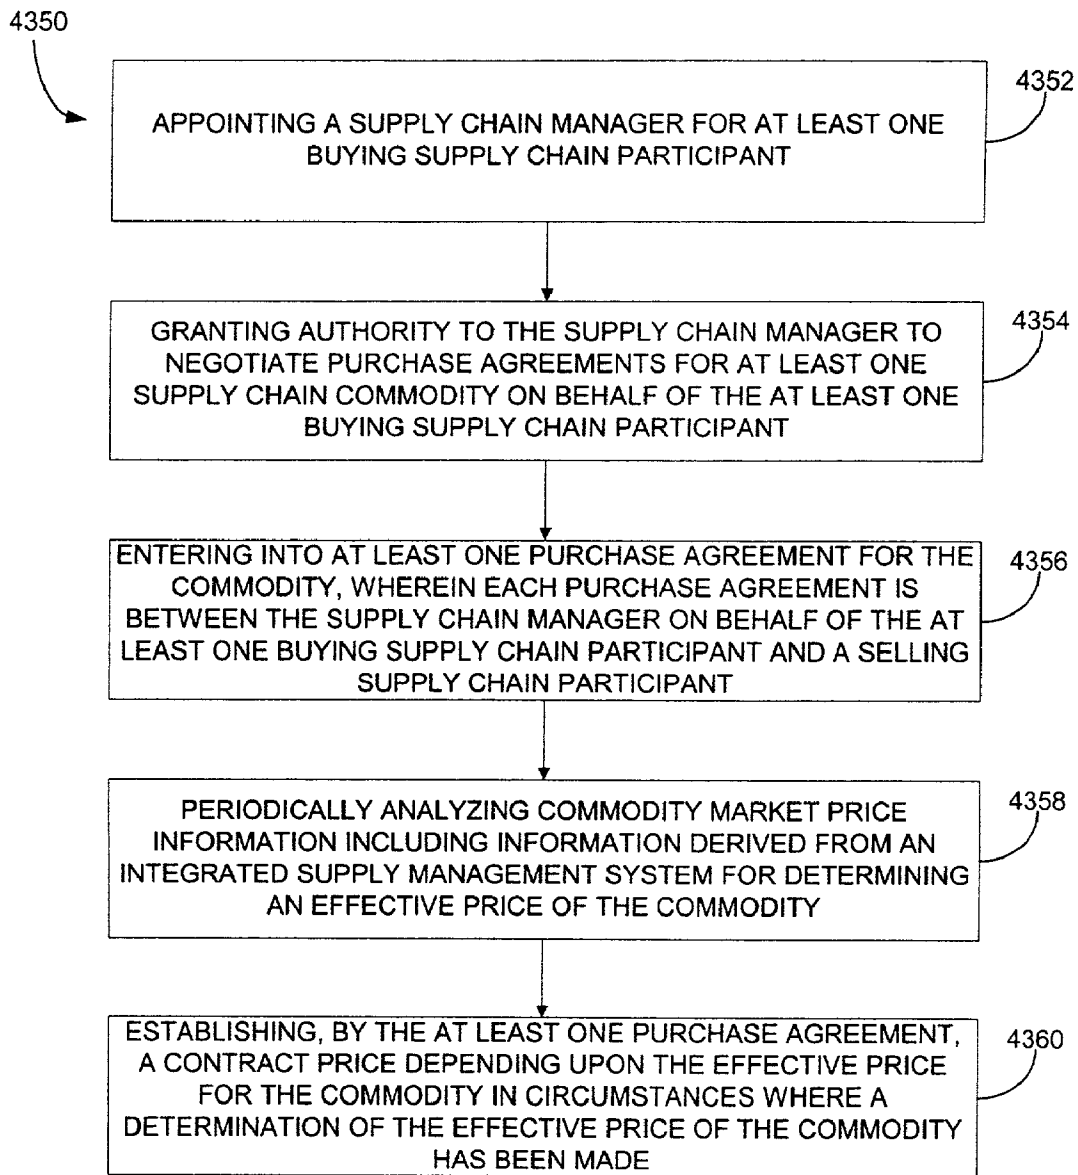 4350
4352
APPOINTING A SUPPLY CHAIN MANAGER FOR AT LEAST ONE
BUYING SUPPLY CHAIN PARTICIPANT
4354
GRANTING AUTHORITY TO THE SUPPLY CHAIN MANAGER TO
NEGOTIATE PURCHASE AGREEMENTS FOR AT LEAST ONE
SUPPLY CHAIN COMMODITY ON BEHALF OF THE AT LEAST ONE
BUYING SUPPLY CHAIN PARTICIPANT
4356
ENTERING INTO AT LEAST ONE PURCHASE AGREEMENT FOR THE
COMMODITY, WHEREIN EACH PURCHASE AGREEMENT IS
BETWEEN THE SUPPLY CHAIN MANAGER ON BEHALF OF THE AT
LEAST ONE BUYING SUPPLY CHAIN PARTICIPANT AND A SELLING
SUPPLY CHAIN PARTICIPANT
4358
PERIODICALLY ANALYZING COMMODITY MARKET PRICE
INFORMATION INCLUDING INFORMATION DERIVED FROM AN
INTEGRATED SUPPLY MANAGEMENT SYSTEM FOR DETERMINING
AN EFFECTIVE PRICE OF THE COMMODITY
4360
ESTABLISHING, BY THE AT LEAST ONE PURCHASE AGREEMENT,
A CONTRACT PRICE DEPENDING UPON THE EFFECTIVE PRICE
FOR THE COMMODITY IN CIRCUMSTANCES WHERE A
DETERMINATION OF THE EFFECTIVE PRICE OF THE COMMODITY
HAS BEEN MADE